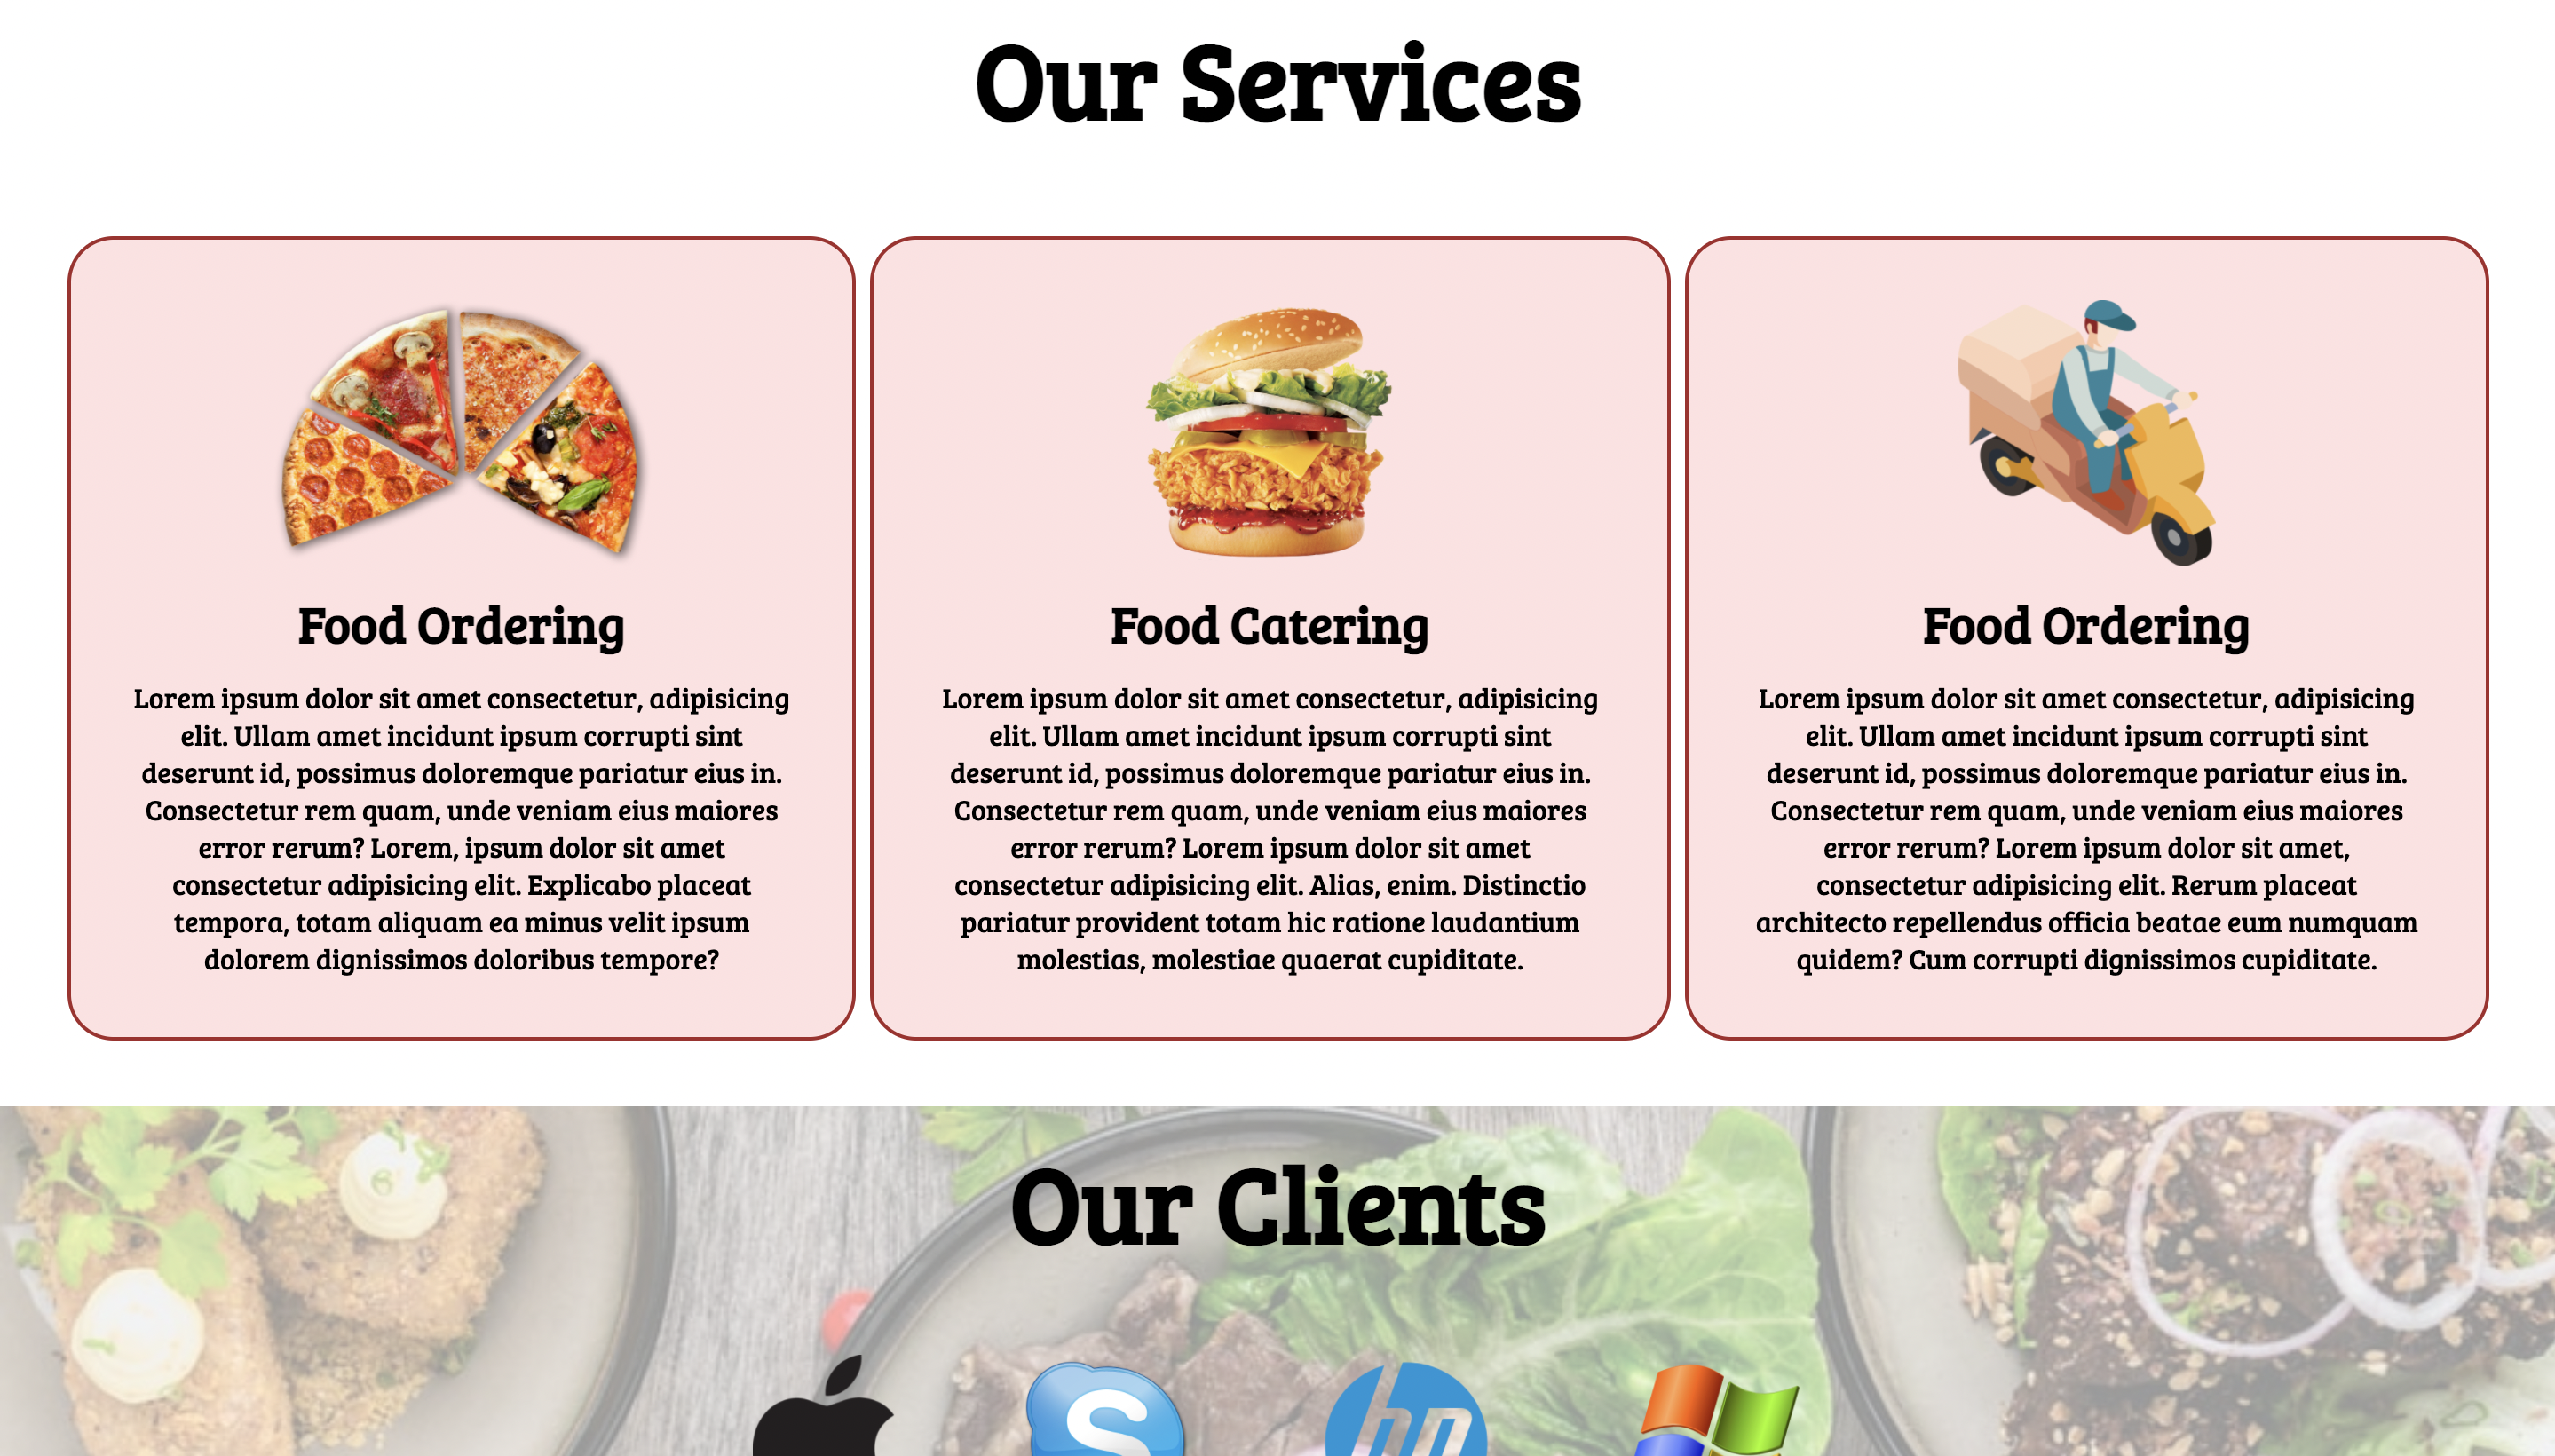 Our Services
Food Ordering
Lorem ipsum dolor sit amet consectetur, adipisicing
elit. Ullam amet incidunt ipsum corrupti sint
deserunt id, possimus doloremque pariatur eius in.
Consectetur rem quam, unde veniam eius maiores
error rerum? Lorem, ipsum dolor sit amet
consectetur adipisicing elit. Explicabo placeat
tempora, totam aliquam ea minus velit ipsum
dolorem dignissimos doloribus tempore?
Food Catering
Lorem ipsum dolor sit amet consectetur, adipisicing
elit. Ullam amet incidunt ipsum corrupti sint
deserunt id, possimus doloremque pariatur eius in.
Consectetur rem quam, unde veniam eius maiores
error rerum? Lorem ipsum dolor sit amet
consectetur adipisicing elit. Alias, enim. Distinctio
pariatur provident totam hic ratione laudantium
molestias, molestiae quaerat cupiditate.
Food Ordering
Lorem ipsum dolor sit amet consectetur, adipisicing
elit. Ullam amet incidunt ipsum corrupti sint
deserunt id, possimus doloremque pariatur eius in.
Consectetur rem quam, unde veniam eius maiores
error rerum? Lorem ipsum dolor sit amet,
consectetur adipisicing elit. Rerum placeat
architecto repellendus officia beatae eum numquam
quidem? Cum corrupti dignissimos cupiditate.
Our Clients
S
hp